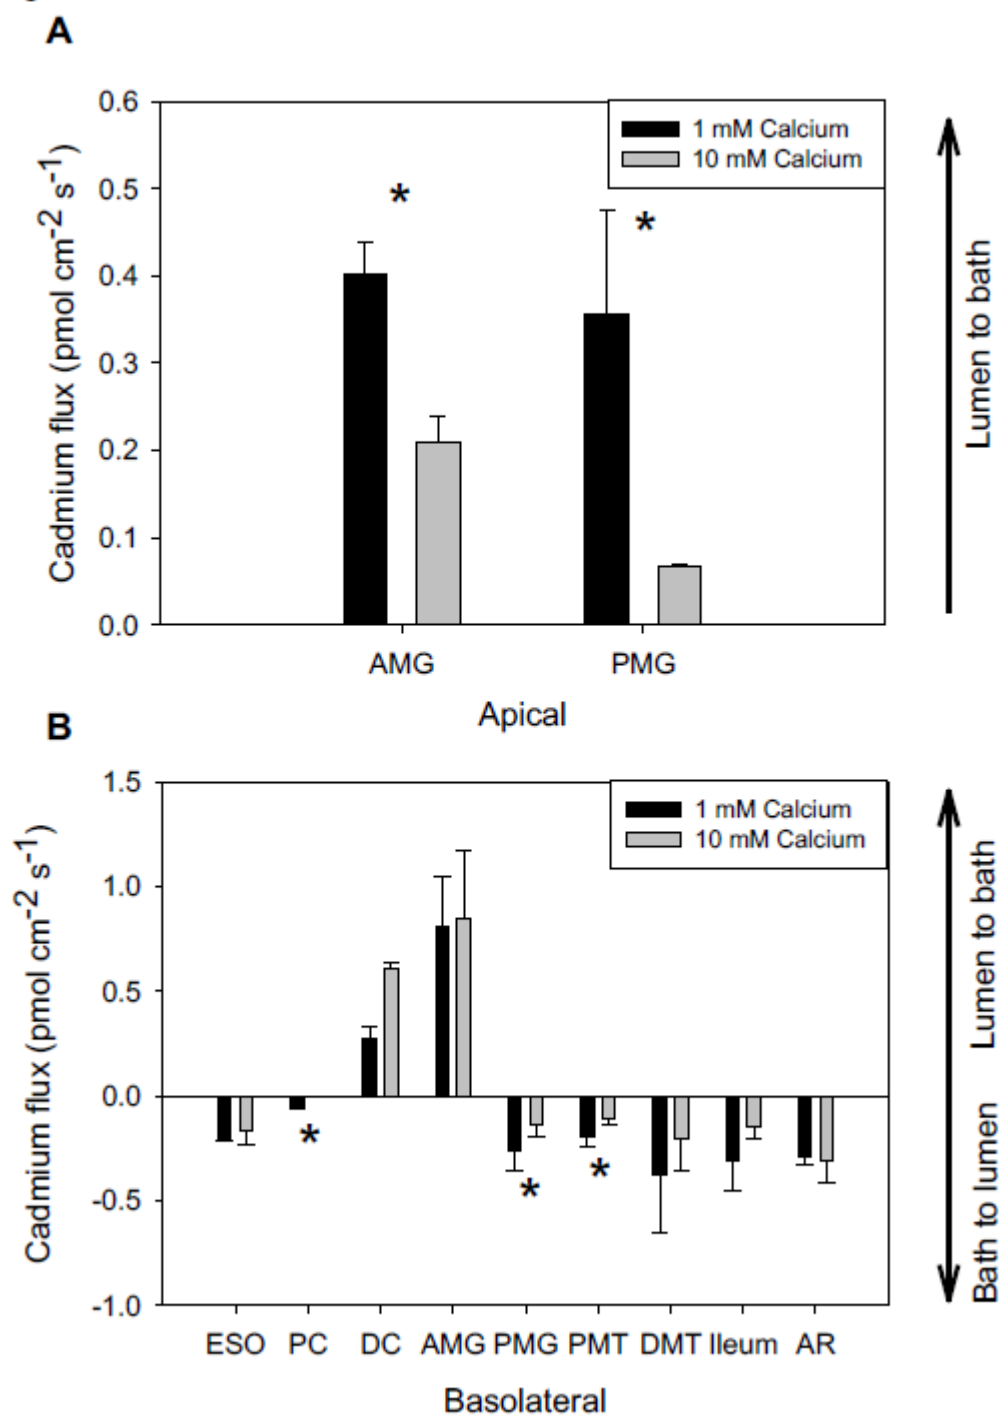 A
0.6
0.5
0.4
0.3
0.2
0.1
0.0
Cadmium flux (pmol cm-2 s-1)
1 mM Calcium
10 mM Calcium
*
*
AMG PMG
Apical
Lumen to bath
B
1.5
1.0
0.5
0.0
-0.5
-1.0
Cadmium flux (pmol cm-2 s-1)
1 mM Calcium
10 mM Calcium
*
*
*
ESO PC DC AMG PMG PMT DMT Ileum AR
Basolateral
Lumen to bath
Bath to lumen